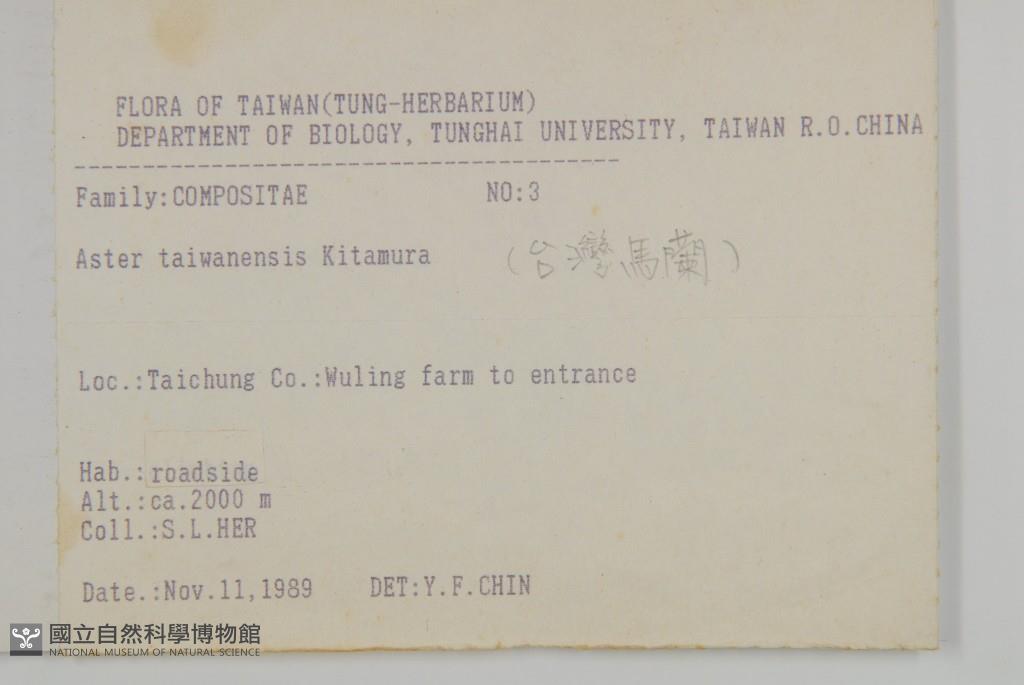 FLORA OF TAIWAN(TUNG-HERBARIUM)
DEPARTMENT OF BIOLOGY, TUNGHAI UNIVERSITY, TAIWAN R.O.CHINA
Family:COMPOSITAE NO:3
Aster taiwanensis Kitamura (台灣馬蘭)
Loc.:Taichung Co.:Wuling farm to entrance
Hab.:roadside
Alt.:ca.2000 m
Coll.:S.L.HER
Date.:Nov.11,1989 DET:Y.F.CHIN
國立自然科學博物館
NATIONAL MUSEUM OF NATURAL SCIENCE